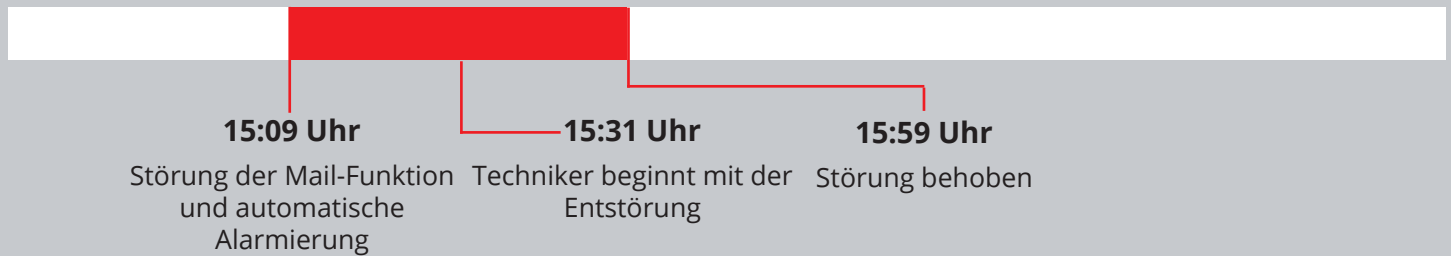 15:09 Uhr
Störung der Mail-Funktion
und automatische
Alarmierung
15:31 Uhr
Techniker beginnt mit der
Entstörung
15:59 Uhr
Störung behoben